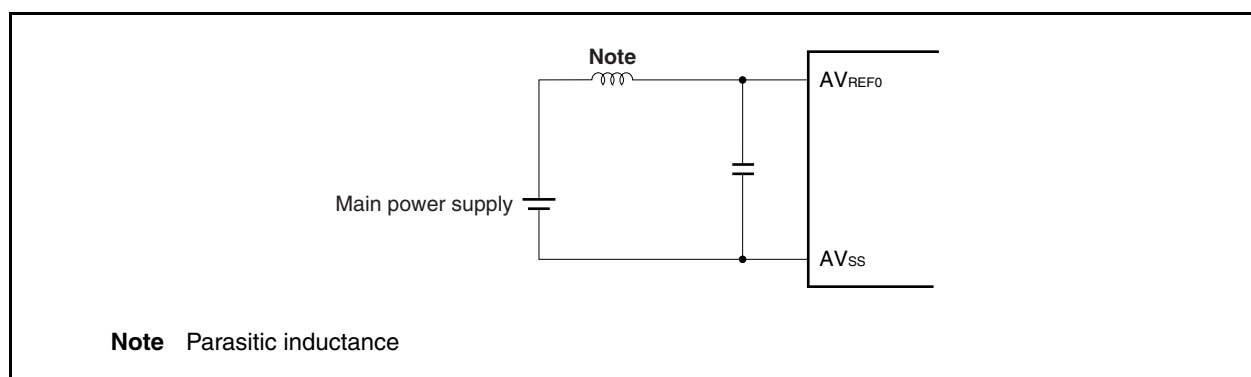 Note
AVREF0
Main power supply
AVSS
Note Parasitic inductance